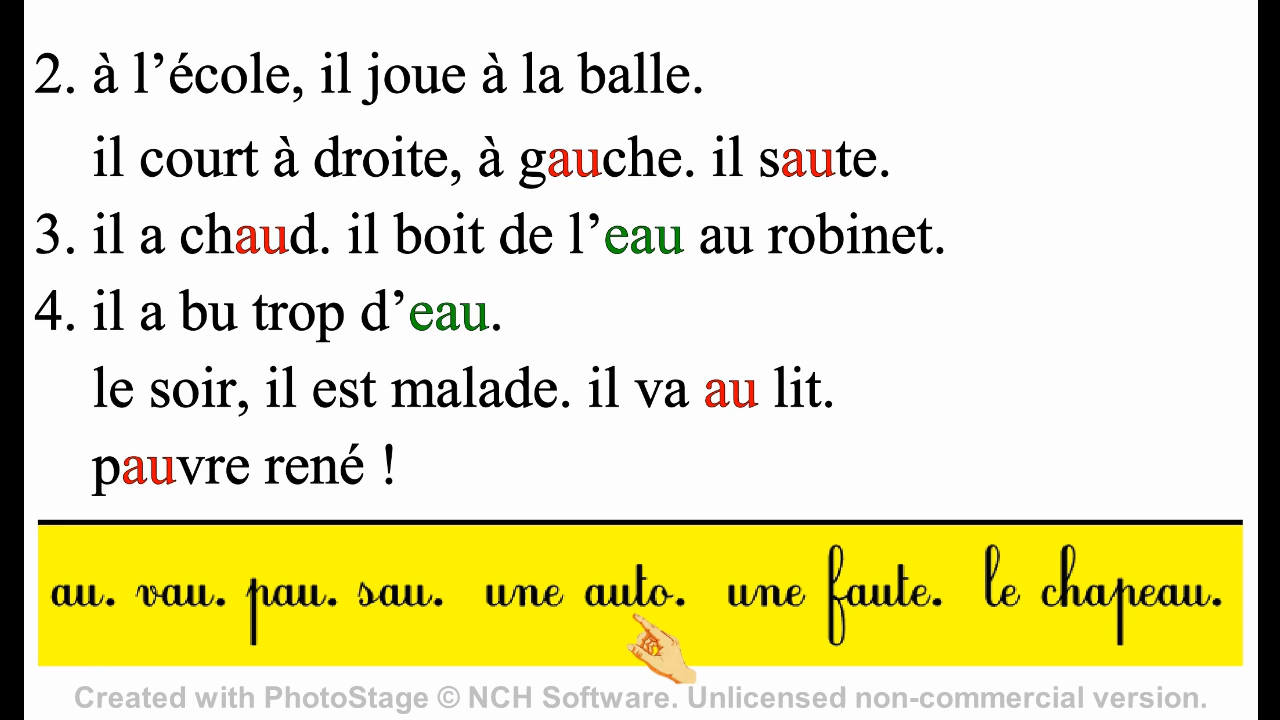 2. à l’école, il joue à la balle.
il court à droite, à gauche. il saute.
3. il a chaud. il boit de l’eau au robinet.
4. il a bu trop d’eau.
le soir, il est malade. il va au lit.
pauvre rené !
au. vau. pau. sau. une auto. une faute. le chapeau.
Created with PhotoStage © NCH Software. Unlicensed non-commercial version.